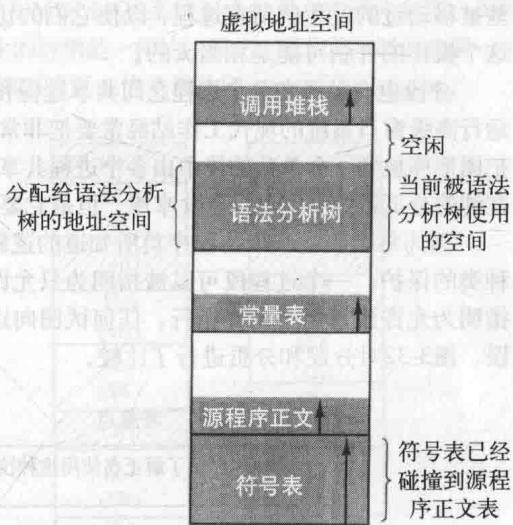 虚拟地址空间
调用堆栈
空闲
分配给语法分析
树的地址空间
语法分析树
当前被语法
分析树使用
的空间
常量表
源程序正文
符号表
符号表已经
碰撞到源程
序正文表